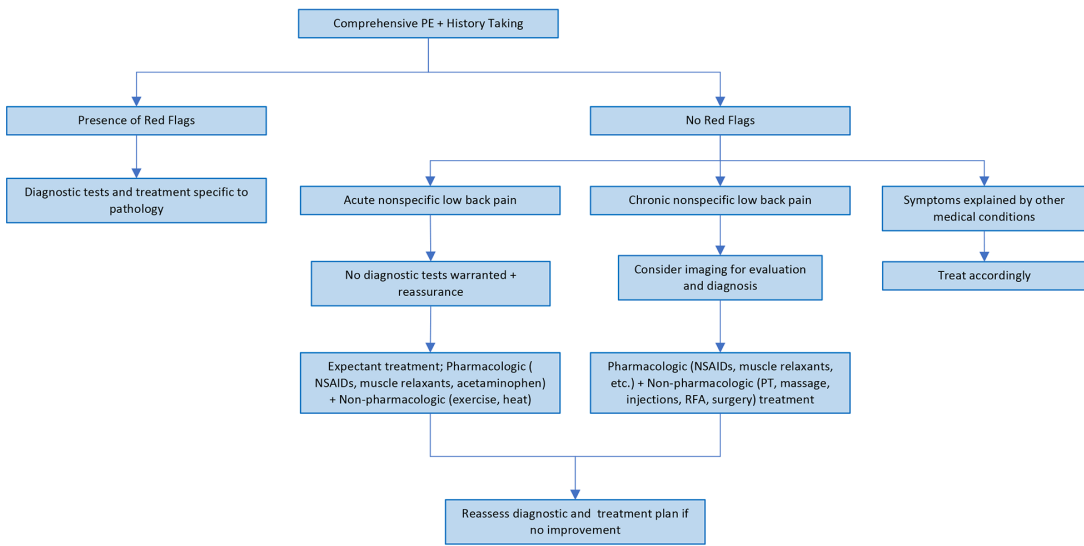 Comprehensive PE + History Taking
Presence of Red Flags
No Red Flags
Diagnostic tests and treatment specific to
pathology
Acute nonspecific low back pain
Chronic nonspecific low back pain
Symptoms explained by other
medical conditions
No diagnostic tests warranted +
reassurance
Consider imaging for evaluation
and diagnosis
Treat accordingly
Expectant treatment; Pharmacologic (
NSAIDs, muscle relaxants, acetaminophen)
+ Non-pharmacologic (exercise, heat)
Pharmacologic (NSAIDs, muscle relaxants,
etc.) + Non-pharmacologic (PT, massage,
injections, RFA, surgery) treatment
Reassess diagnostic and  treatment plan if
no improvement